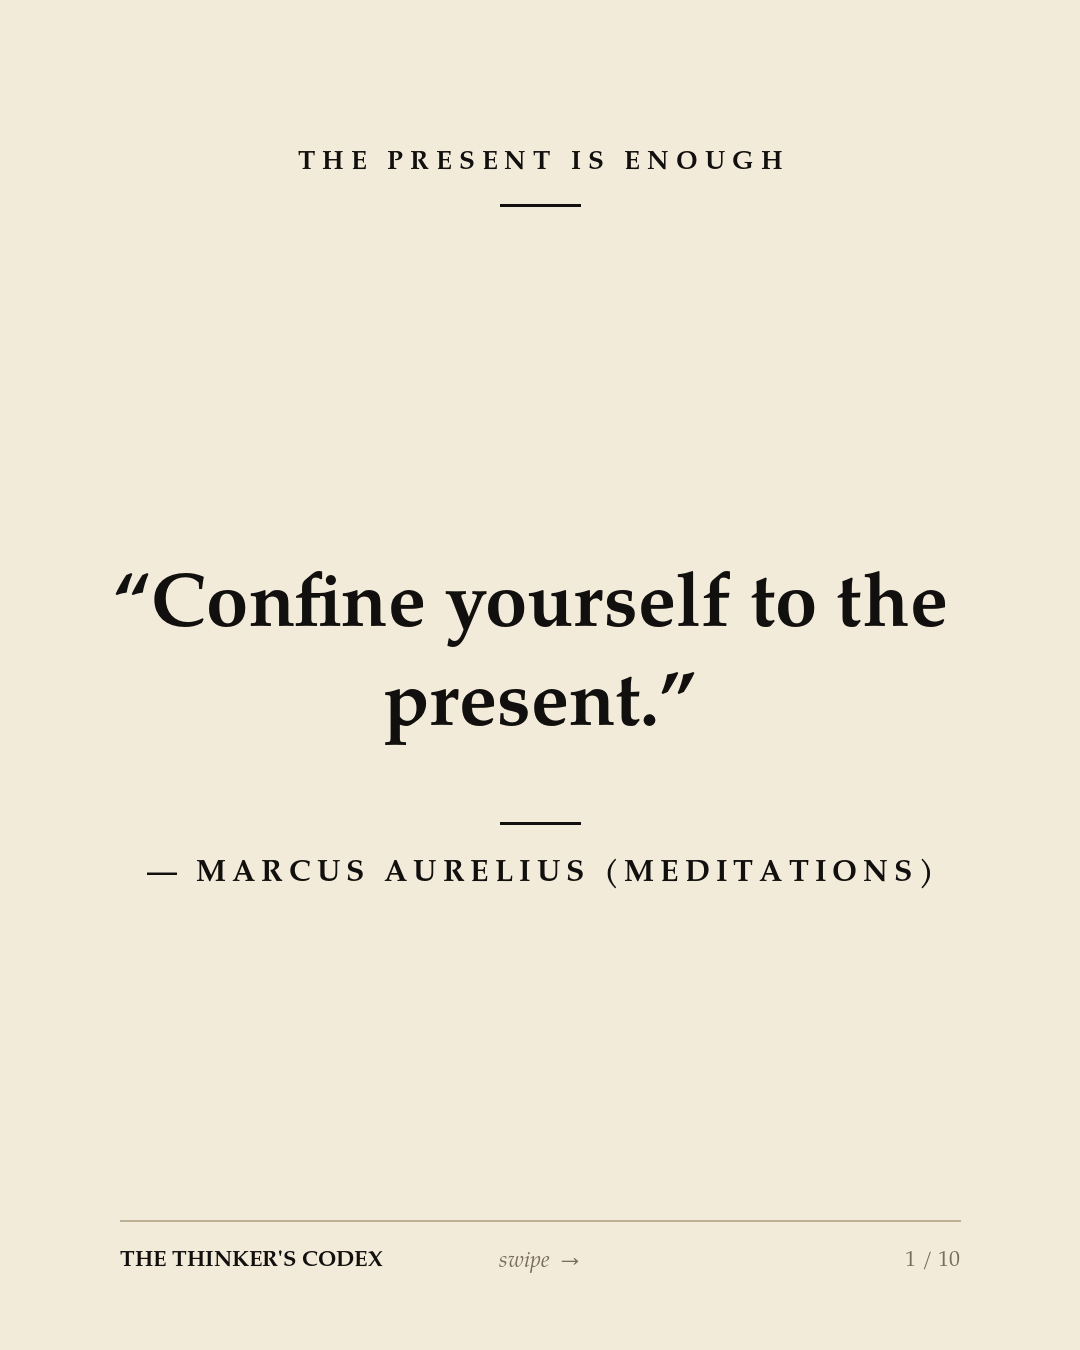 THE PRESENT IS ENOUGH
“Confine yourself to the
present.”
— MARCUS AURELIUS (MEDITATIONS)
THE THINKER'S CODEX
swipe →
1 / 10